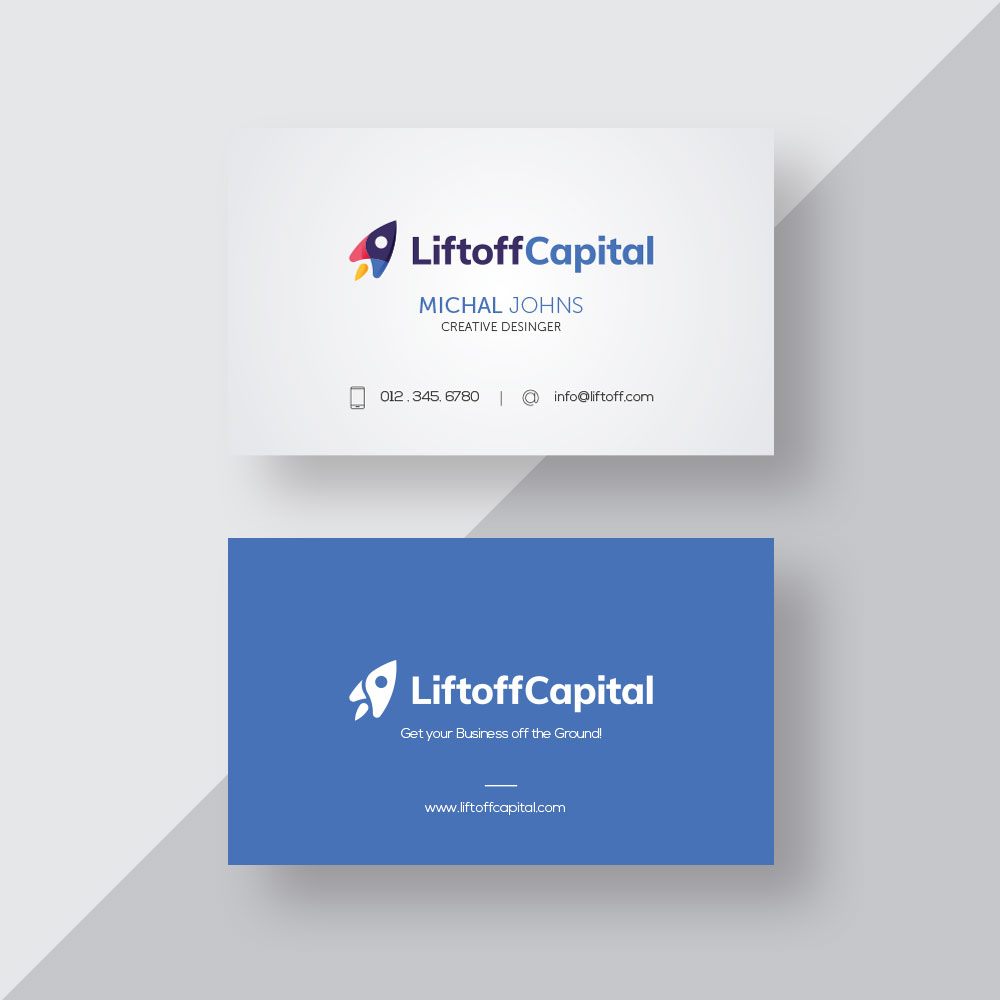 LiftoffCapital
MICHAL JOHNS
CREATIVE DESINGER
012 . 345. 6780 | info@liftoff.com
LiftoffCapital
Get your Business off the Ground!
www.liftoffcapital.com